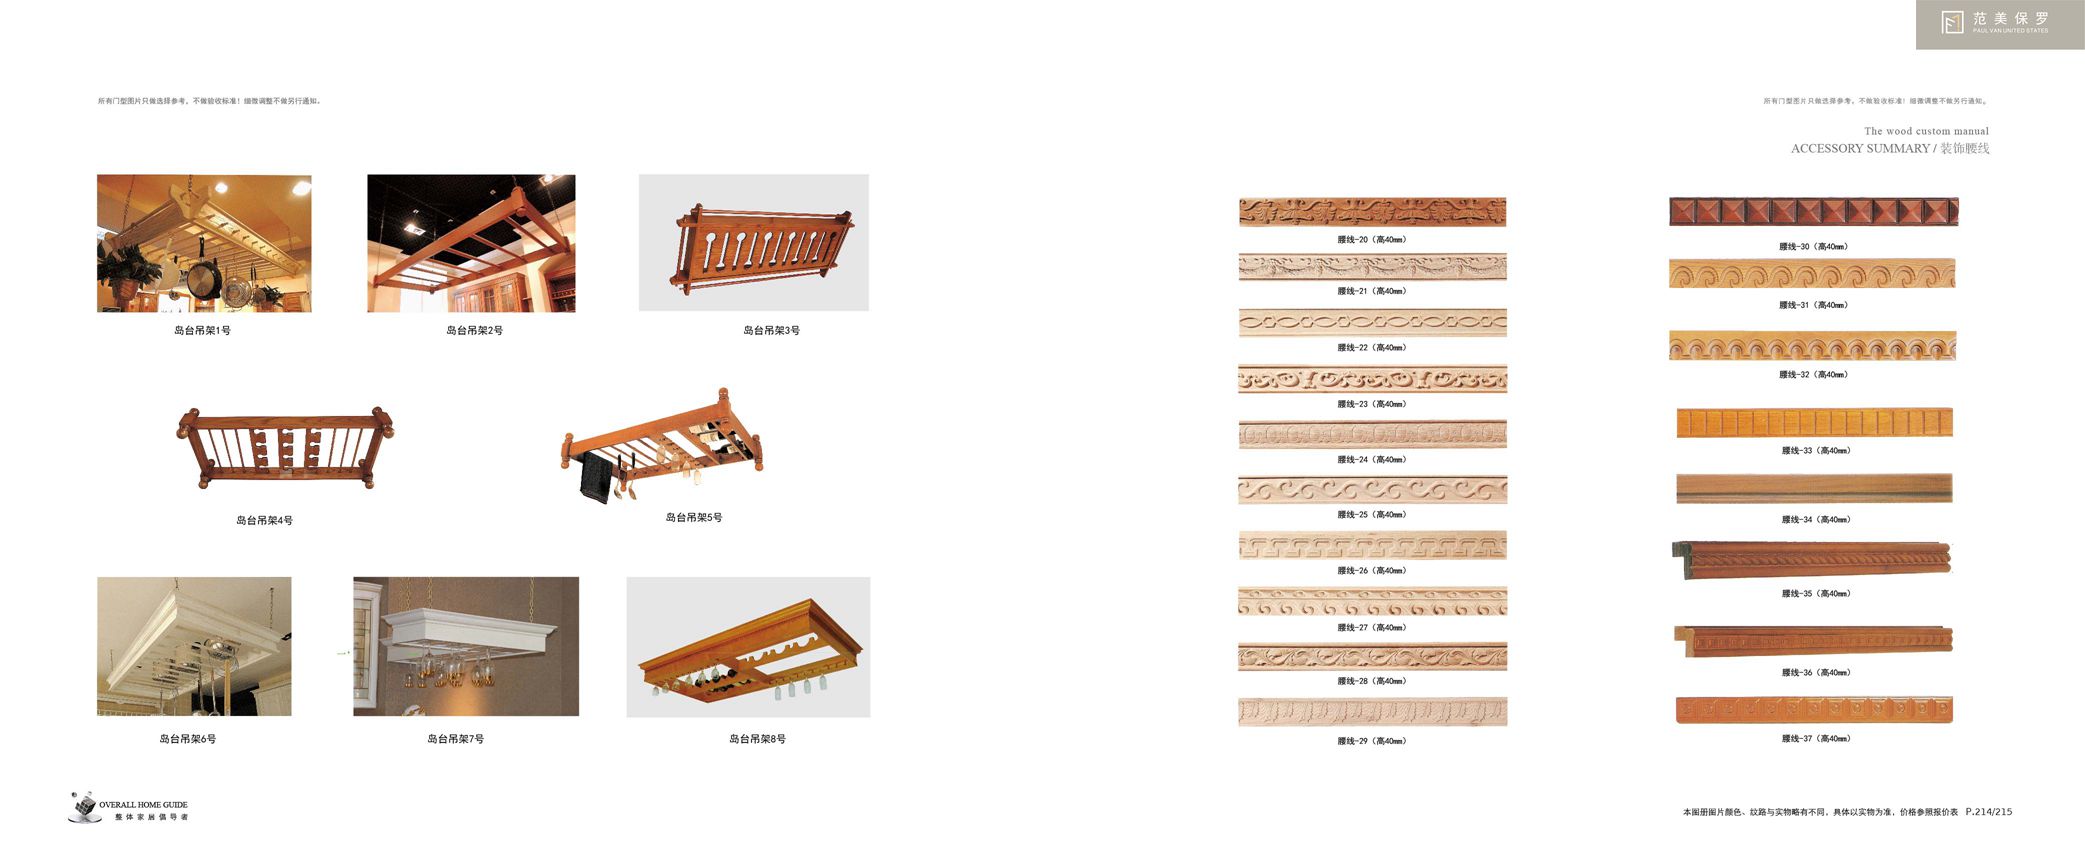 范美保罗
PAUL VAN UNITED STATES
所有门型图片只做选择参考，不做验收标准！细微调整不做另行通知。
所有门型图片只做选择参考，不做验收标准！细微调整不做另行通知。
The wood custom manual
ACCESSORY SUMMARY / 装饰腰线
岛台吊架1号
岛台吊架2号
岛台吊架3号
岛台吊架4号
岛台吊架5号
岛台吊架6号
岛台吊架7号
岛台吊架8号
腰线-20（高40mm）
腰线-21（高40mm）
腰线-22（高40mm）
腰线-23（高40mm）
腰线-24（高40mm）
腰线-25（高40mm）
腰线-26（高40mm）
腰线-27（高40mm）
腰线-28（高40mm）
腰线-29（高40mm）
腰线-30（高40mm）
腰线-31（高40mm）
腰线-32（高40mm）
腰线-33（高40mm）
腰线-34（高40mm）
腰线-35（高40mm）
腰线-36（高40mm）
腰线-37（高40mm）
OVERALL HOME GUIDE
整体家居倡导者
本图册图片颜色、纹路与实物略有不同，具体以实物为准，价格参照报价表 P.214/215